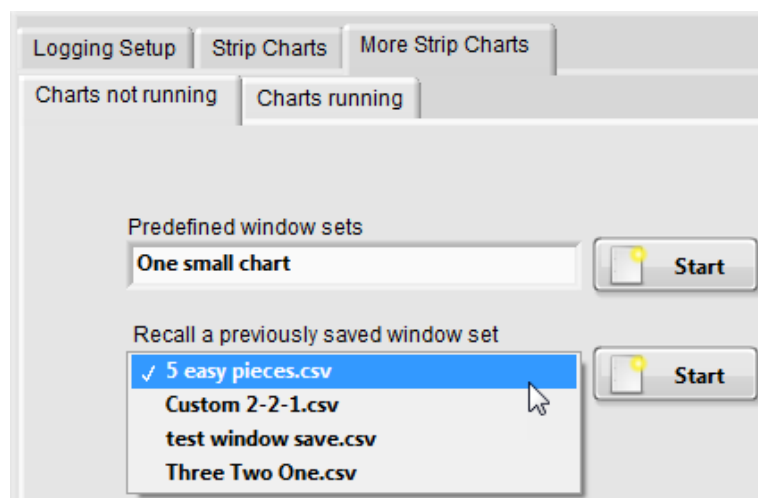 Logging Setup Strip Charts More Strip Charts
Charts not running Charts running
Predefined window sets
One small chart Start
Recall a previously saved window set
✓ 5 easy pieces.csv Start
Custom 2-2-1.csv
test window save.csv
Three Two One.csv